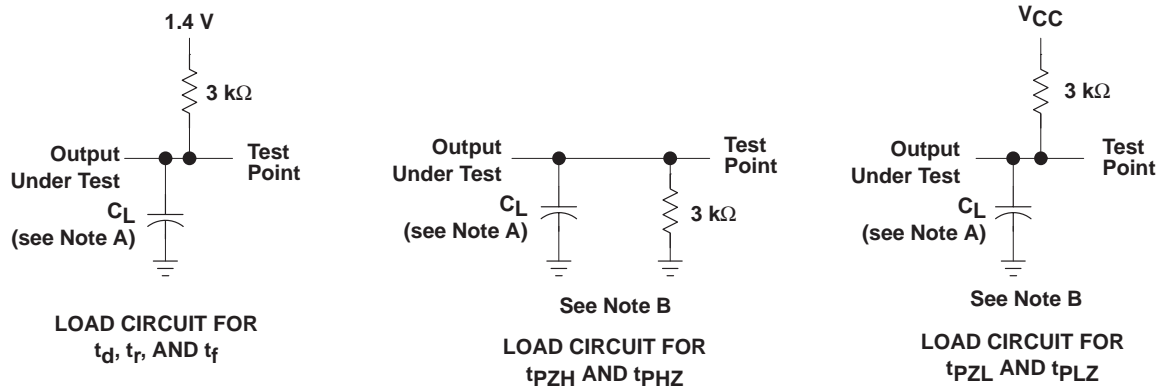 1.4 V
3 kΩ
Output
Under Test
Test
Point
CL
(see Note A)
LOAD CIRCUIT FOR
td, tr, AND tf
Output
Under Test
Test
Point
CL
(see Note A)
3 kΩ
See Note B
LOAD CIRCUIT FOR
tPZH AND tPHZ
VCC
3 kΩ
Output
Under Test
Test
Point
CL
(see Note A)
See Note B
LOAD CIRCUIT FOR
tPZL AND tPLZ